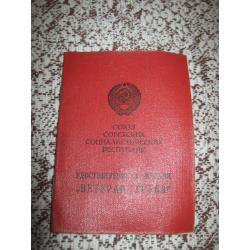 СОЮЗ
СОВЕТСКИХ
СОЦИАЛИСТИЧЕСКИХ
РЕСПУБЛИК
УДОСТОВЕРЕНИЕ К МЕДАЛИ
„ВЕТЕРАН ТРУДА"